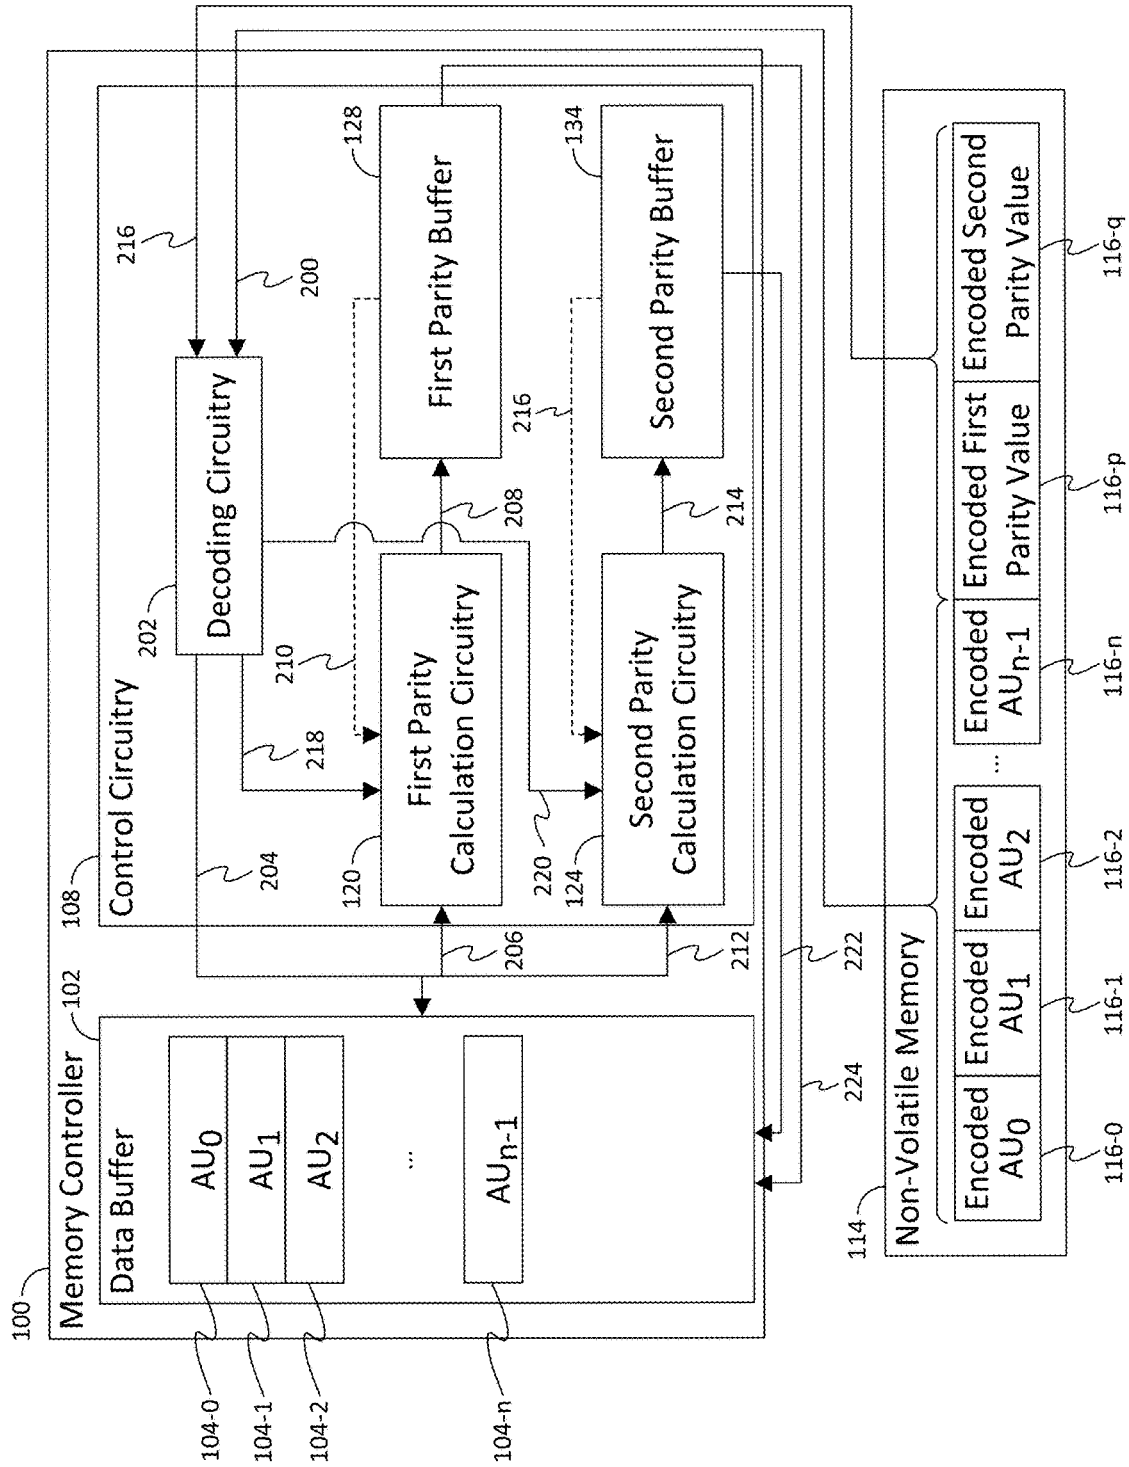 100
Memory Controller
102
Data Buffer
104-0
AU0
104-1
AU1
104-2
AU2
...
104-n
AUn-1
108
Control Circuitry
202
Decoding Circuitry
216
200
204
218
210
120
First Parity
Calculation Circuitry
208
128
First Parity Buffer
206
220
124
Second Parity
Calculation Circuitry
216
214
134
Second Parity Buffer
212
222
224
114
Non-Volatile Memory
Encoded
AU0
Encoded
AU1
Encoded
AU2
...
Encoded
AUn-1
Encoded First
Parity Value
Encoded Second
Parity Value
116-0
116-1
116-2
116-n
116-p
116-q